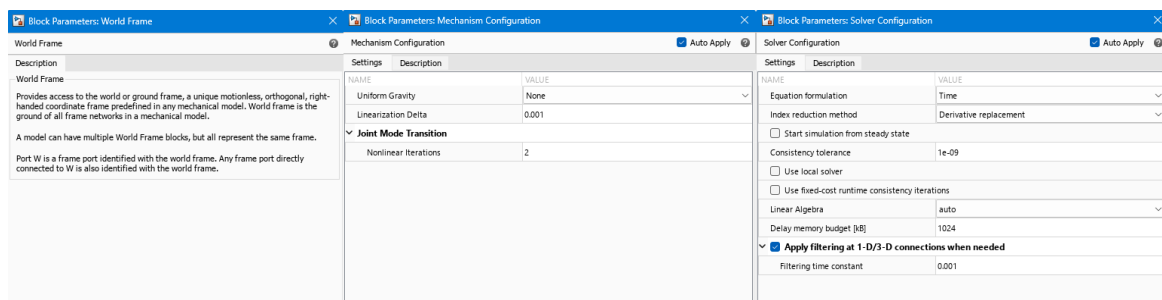 Block Parameters: World Frame
World Frame
Description
World Frame
Provides access to the world or ground frame, a unique motionless, orthogonal, right-
handed coordinate frame predefined in any mechanical model. World frame is the
ground of all frame networks in a mechanical model.
A model can have multiple World Frame blocks, but all represent the same frame.
Port W is a frame port identified with the world frame. Any frame port directly
connected to W is also identified with the world frame.
Block Parameters: Mechanism Configuration
Mechanism Configuration Auto Apply
Settings Description
NAME VALUE
Uniform Gravity None
Linearization Delta 0.001
Joint Mode Transition
Nonlinear Iterations 2
Block Parameters: Solver Configuration
Solver Configuration Auto Apply
Settings Description
NAME VALUE
Equation formulation Time
Index reduction method Derivative replacement
Start simulation from steady state
Consistency tolerance 1e-09
Use local solver
Use fixed-cost runtime consistency iterations
Linear Algebra auto
Delay memory budget [kB] 1024
Apply filtering at 1-D/3-D connections when needed
Filtering time constant 0.001